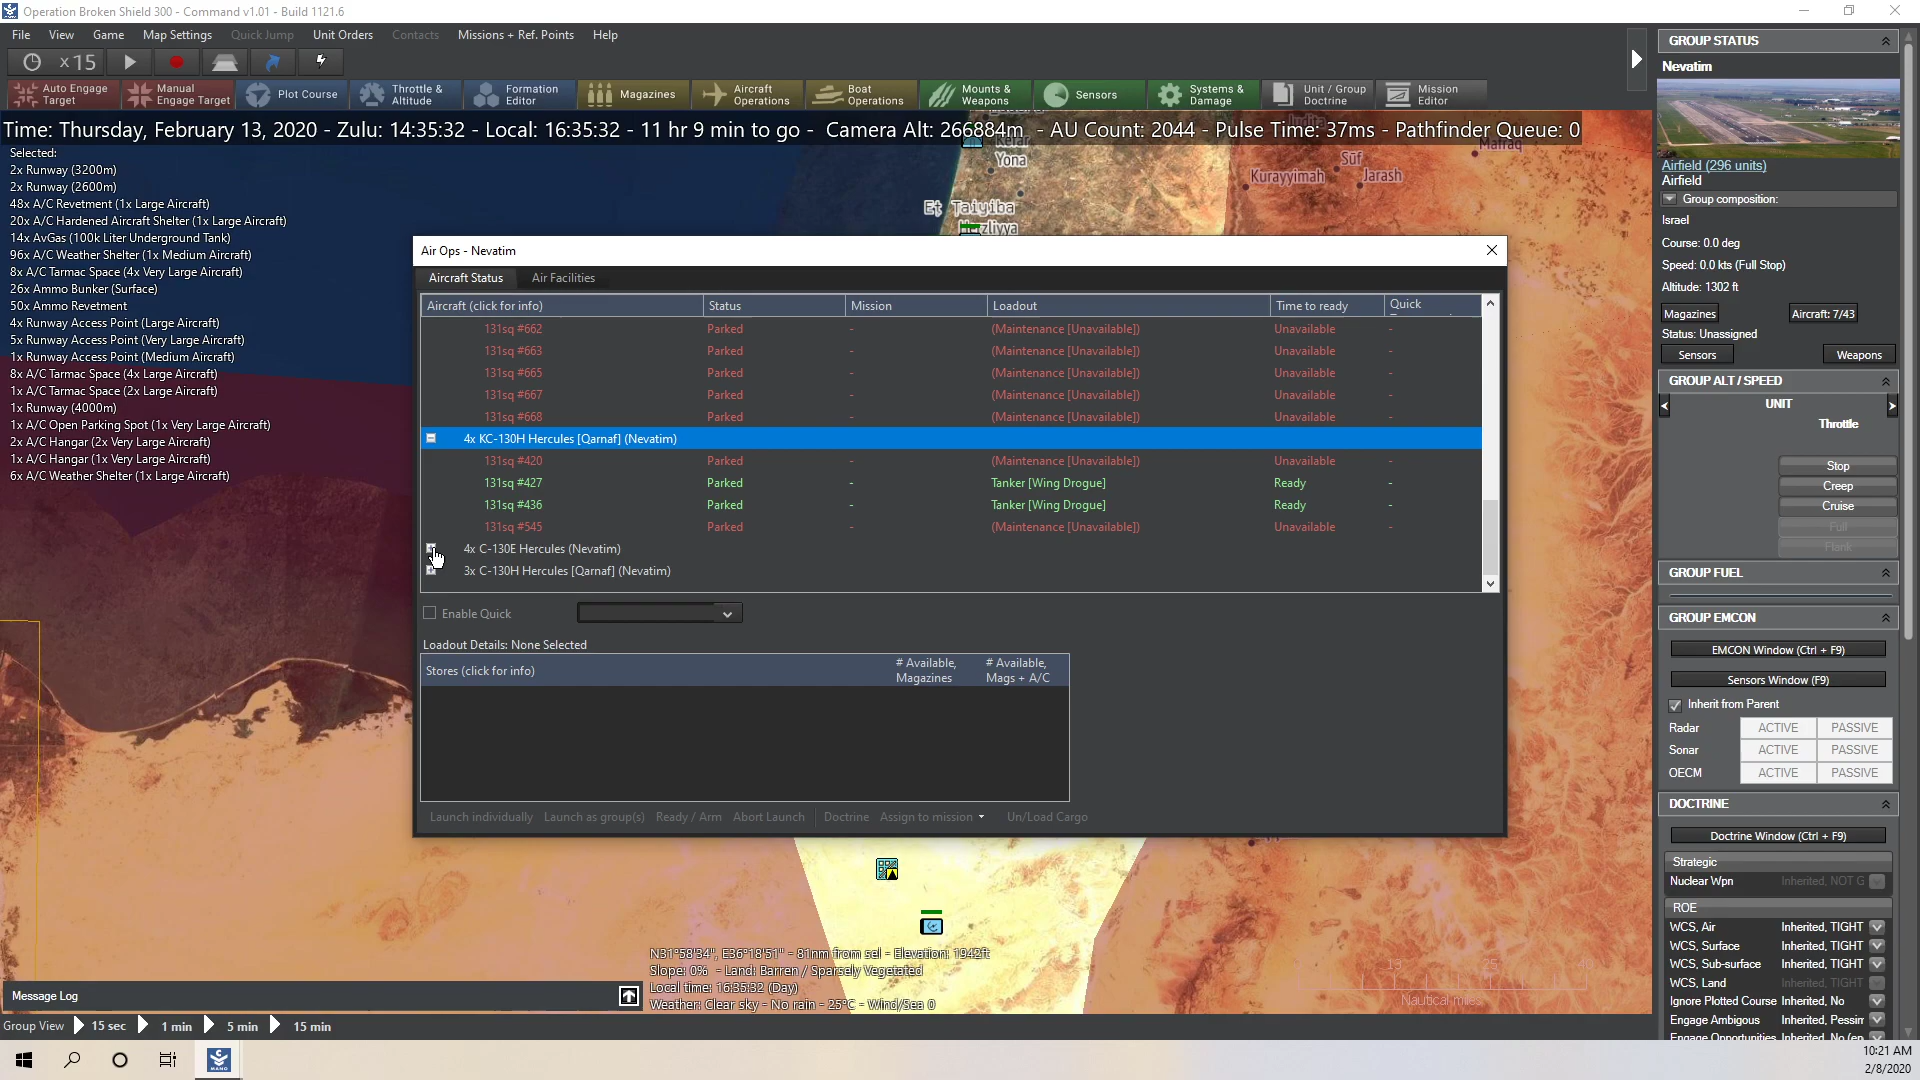 Operation Broken Shield 300 - Command v1.01 - Build 1121.6
File View Game Map Settings Quick Jump Unit Orders Contacts Missions + Ref. Points Help
x 15
Auto Engage Target
Manual Engage Target
Plot Course
Throttle & Altitude
Formation Editor
Magazines
Aircraft Operations
Boat Operations
Mounts & Weapons
Sensors
Systems & Damage
Unit / Group Doctrine
Mission Editor
Time: Thursday, February 13, 2020 - Zulu: 14:35:32 - Local: 16:35:32 - 11 hr 9 min to go - Camera Alt: 266884m - AU Count: 2044 - Pulse Time: 37ms - Pathfinder Queue: 0
Selected:
2x Runway (3200m)
2x Runway (2600m)
48x A/C Revetment (1x Large Aircraft)
20x A/C Hardened Aircraft Shelter (1x Large Aircraft)
14x AvGas (100k Liter Underground Tank)
96x A/C Weather Shelter (1x Medium Aircraft)
8x A/C Tarmac Space (4x Very Large Aircraft)
26x Ammo Bunker (Surface)
50x Ammo Revetment
4x Runway Access Point (Large Aircraft)
5x Runway Access Point (Very Large Aircraft)
1x Runway Access Point (Medium Aircraft)
8x A/C Tarmac Space (4x Large Aircraft)
1x A/C Tarmac Space (2x Large Aircraft)
1x Runway (4000m)
1x A/C Open Parking Spot (1x Very Large Aircraft)
2x A/C Hangar (2x Very Large Aircraft)
1x A/C Hangar (1x Very Large Aircraft)
6x A/C Weather Shelter (1x Large Aircraft)
Kefar Yona
Et Taiyiba
Herzliyya
Kurayyimah
Sūf
Jarash
Mafraq
Air Ops - Nevatim
Aircraft Status Air Facilities
Aircraft (click for info) Status Mission Loadout Time to ready Quick
131sq #662 Parked - (Maintenance [Unavailable]) Unavailable -
131sq #663 Parked - (Maintenance [Unavailable]) Unavailable -
131sq #665 Parked - (Maintenance [Unavailable]) Unavailable -
131sq #667 Parked - (Maintenance [Unavailable]) Unavailable -
131sq #668 Parked - (Maintenance [Unavailable]) Unavailable -
4x KC-130H Hercules [Qarnaf] (Nevatim)
131sq #420 Parked - (Maintenance [Unavailable]) Unavailable -
131sq #427 Parked - Tanker [Wing Drogue] Ready -
131sq #436 Parked - Tanker [Wing Drogue] Ready -
131sq #545 Parked - (Maintenance [Unavailable]) Unavailable -
4x C-130E Hercules (Nevatim)
3x C-130H Hercules [Qarnaf] (Nevatim)
Enable Quick
Loadout Details: None Selected
Stores (click for info) # Available, Magazines # Available, Mags + A/C
Launch individually Launch as group(s) Ready / Arm Abort Launch Doctrine Assign to mission Un/Load Cargo
N31°58'34", E36°18'51" - 81nm from sel - Elevation: 1942ft
Slope: 0% - Land: Barren / Sparsely Vegetated
Local time: 16:35:32 (Day)
Weather: Clear sky - No rain - 25°C - Wind/Sea 0
13 25
Nautical miles
Message Log
Group View 15 sec 1 min 5 min 15 min
GROUP STATUS
Nevatim
Airfield (296 units)
Airfield
Group composition:
Israel
Course: 0.0 deg
Speed: 0.0 kts (Full Stop)
Altitude: 1302 ft
Magazines Aircraft: 7/43
Status: Unassigned
Sensors Weapons
GROUP ALT / SPEED
UNIT
Throttle
Stop
Creep
Cruise
Full
Flank
GROUP FUEL
GROUP EMCON
EMCON Window (Ctrl + F9)
Sensors Window (F9)
Inherit from Parent
Radar ACTIVE PASSIVE
Sonar ACTIVE PASSIVE
OECM ACTIVE PASSIVE
DOCTRINE
Doctrine Window (Ctrl + F9)
Strategic
Nuclear Wpn Inherited, NOT G
ROE
WCS, Air Inherited, TIGHT
WCS, Surface Inherited, TIGHT
WCS, Sub-surface Inherited, TIGHT
WCS, Land Inherited, TIGHT
Ignore Plotted Course Inherited, No
Engage Ambiguous Inherited, Pessim
Engage Opportunities Inherited, No (en
10:21 AM
2/8/2020